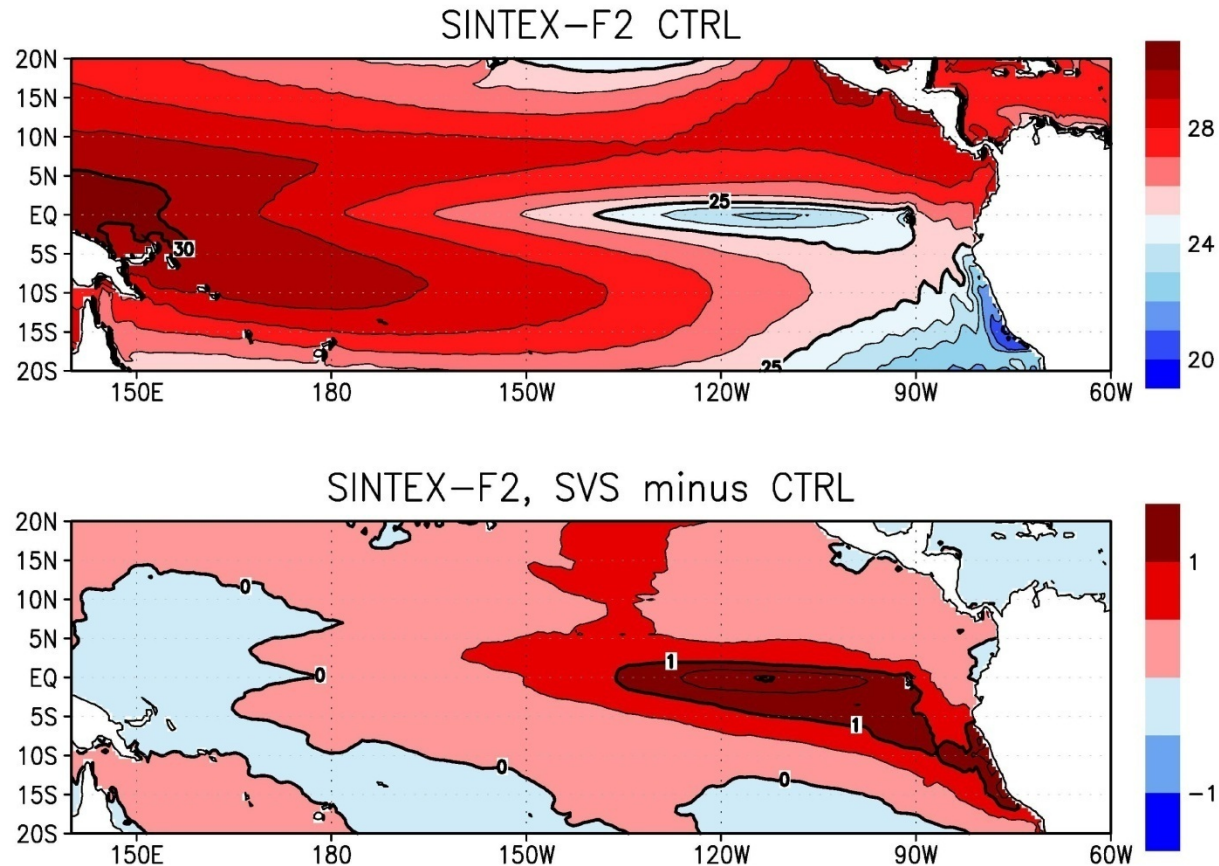 SINTEX-F2 CTRL
20N
15N
10N
5N
EQ
5S
10S
15S
20S
25
30
25
150E 180 150W 120W 90W 60W
28
24
20
SINTEX-F2, SVS minus CTRL
20N
15N
10N
5N
EQ
5S
10S
15S
20S
0
1
0
1
0
0
0
150E 180 150W 120W 90W 60W
1
-1